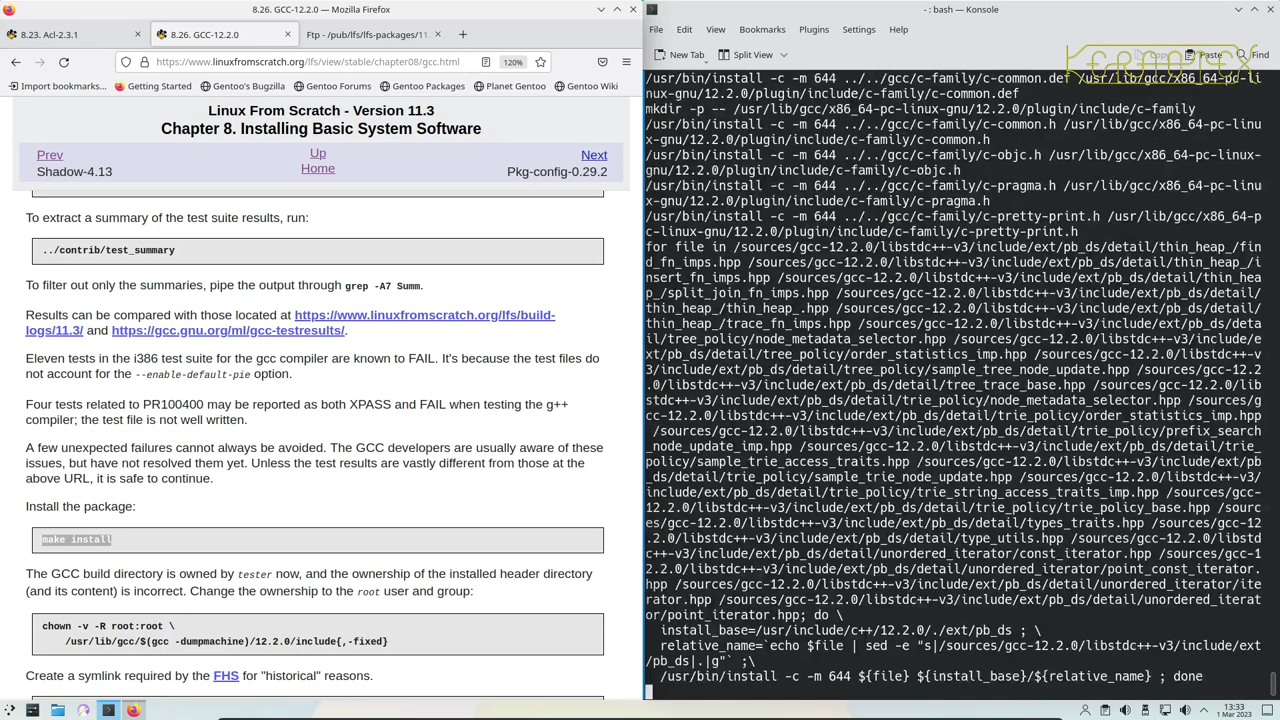 8.26. GCC-12.2.0 — Mozilla Firefox
8.23. Acl-2.3.1
8.26. GCC-12.2.0
Ftp - /pub/lfs/lfs-packages/11.
https://www.linuxfromscratch.org/lfs/view/stable/chapter08/gcc.html
120%
Import bookmarks...
Getting Started
Gentoo's Bugzilla
Gentoo Forums
Gentoo Packages
Planet Gentoo
Gentoo Wiki
Linux From Scratch - Version 11.3
Chapter 8. Installing Basic System Software
Prev
Up
Next
Shadow-4.13
Home
Pkg-config-0.29.2
To extract a summary of the test suite results, run:
../contrib/test_summary
To filter out only the summaries, pipe the output through grep -A7 Summ.
Results can be compared with those located at https://www.linuxfromscratch.org/lfs/build-
logs/11.3/ and https://gcc.gnu.org/ml/gcc-testresults/.
Eleven tests in the i386 test suite for the gcc compiler are known to FAIL. It's because the test files do
not account for the --enable-default-pie option.
Four tests related to PR100400 may be reported as both XPASS and FAIL when testing the g++
compiler; the test file is not well written.
A few unexpected failures cannot always be avoided. The GCC developers are usually aware of these
issues, but have not resolved them yet. Unless the test results are vastly different from those at the
above URL, it is safe to continue.
Install the package:
make install
The GCC build directory is owned by tester now, and the ownership of the installed header directory
(and its content) is incorrect. Change the ownership to the root user and group:
chown -v -R root:root \
/usr/lib/gcc/$(gcc -dumpmachine)/12.2.0/include{,-fixed}
Create a symlink required by the FHS for "historical" reasons.
- : bash — Konsole
File Edit View Bookmarks Plugins Settings Help
New Tab
Split View
Copy
Paste
Find
KERNOTEX
/usr/bin/install -c -m 644 ../../gcc/c-family/c-common.def /usr/lib/gcc/x86_64-pc-li
nux-gnu/12.2.0/plugin/include/c-family/c-common.def
mkdir -p -- /usr/lib/gcc/x86_64-pc-linux-gnu/12.2.0/plugin/include/c-family
/usr/bin/install -c -m 644 ../../gcc/c-family/c-common.h /usr/lib/gcc/x86_64-pc-linu
x-gnu/12.2.0/plugin/include/c-family/c-common.h
/usr/bin/install -c -m 644 ../../gcc/c-family/c-objc.h /usr/lib/gcc/x86_64-pc-linux-
gnu/12.2.0/plugin/include/c-family/c-objc.h
/usr/bin/install -c -m 644 ../../gcc/c-family/c-pragma.h /usr/lib/gcc/x86_64-pc-linu
x-gnu/12.2.0/plugin/include/c-family/c-pragma.h
/usr/bin/install -c -m 644 ../../gcc/c-family/c-pretty-print.h /usr/lib/gcc/x86_64-p
c-linux-gnu/12.2.0/plugin/include/c-family/c-pretty-print.h
for file in /sources/gcc-12.2.0/libstdc++-v3/include/ext/pb_ds/detail/thin_heap_/fin
d_fn_imps.hpp /sources/gcc-12.2.0/libstdc++-v3/include/ext/pb_ds/detail/thin_heap_/i
nsert_fn_imps.hpp /sources/gcc-12.2.0/libstdc++-v3/include/ext/pb_ds/detail/thin_hea
p_/split_join_fn_imps.hpp /sources/gcc-12.2.0/libstdc++-v3/include/ext/pb_ds/detail/
thin_heap_/thin_heap_.hpp /sources/gcc-12.2.0/libstdc++-v3/include/ext/pb_ds/detail/
thin_heap_/trace_fn_imps.hpp /sources/gcc-12.2.0/libstdc++-v3/include/ext/pb_ds/deta
il/tree_policy/node_metadata_selector.hpp /sources/gcc-12.2.0/libstdc++-v3/include/e
xt/pb_ds/detail/tree_policy/order_statistics_imp.hpp /sources/gcc-12.2.0/libstdc++-v
3/include/ext/pb_ds/detail/tree_policy/sample_tree_node_update.hpp /sources/gcc-12.2
.0/libstdc++-v3/include/ext/pb_ds/detail/tree_trace_base.hpp /sources/gcc-12.2.0/lib
stdc++-v3/include/ext/pb_ds/detail/trie_policy/node_metadata_selector.hpp /sources/g
cc-12.2.0/libstdc++-v3/include/ext/pb_ds/detail/trie_policy/order_statistics_imp.hpp
/sources/gcc-12.2.0/libstdc++-v3/include/ext/pb_ds/detail/trie_policy/prefix_search
_node_update_imp.hpp /sources/gcc-12.2.0/libstdc++-v3/include/ext/pb_ds/detail/trie_
policy/sample_trie_access_traits.hpp /sources/gcc-12.2.0/libstdc++-v3/include/ext/pb
_ds/detail/trie_policy/sample_trie_node_update.hpp /sources/gcc-12.2.0/libstdc++-v3/
include/ext/pb_ds/detail/trie_policy/trie_string_access_traits_imp.hpp /sources/gcc-
12.2.0/libstdc++-v3/include/ext/pb_ds/detail/trie_policy/trie_policy_base.hpp /sourc
es/gcc-12.2.0/libstdc++-v3/include/ext/pb_ds/detail/types_traits.hpp /sources/gcc-12
.2.0/libstdc++-v3/include/ext/pb_ds/detail/type_utils.hpp /sources/gcc-12.2.0/libstd
c++-v3/include/ext/pb_ds/detail/unordered_iterator/const_iterator.hpp /sources/gcc-1
2.2.0/libstdc++-v3/include/ext/pb_ds/detail/unordered_iterator/point_const_iterator.
hpp /sources/gcc-12.2.0/libstdc++-v3/include/ext/pb_ds/detail/unordered_iterator/ite
rator.hpp /sources/gcc-12.2.0/libstdc++-v3/include/ext/pb_ds/detail/unordered_iterat
or/point_iterator.hpp; do \
install_base=/usr/include/c++/12.2.0/./ext/pb_ds ; \
relative_name=`echo $file | sed -e "s|/sources/gcc-12.2.0/libstdc++-v3/include/ext
/pb_ds|.|g"` ;\
/usr/bin/install -c -m 644 ${file} ${install_base}/${relative_name} ; done
13:33
1 Mar 2023